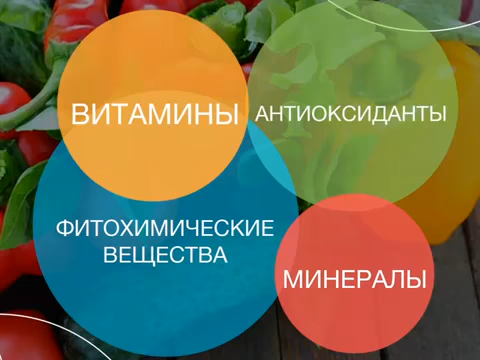 ВИТАМИНЫ
АНТИОКСИДАНТЫ
ФИТОХИМИЧЕСКИЕ
ВЕЩЕСТВА
МИНЕРАЛЫ